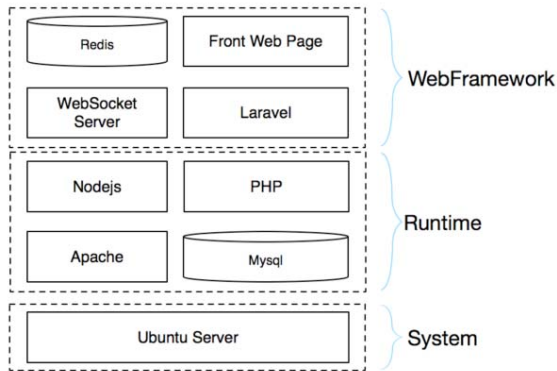 Redis
Front Web Page
WebFramework
WebSocket
Server
Laravel
Nodejs
PHP
Runtime
Apache
Mysql
Ubuntu Server
System